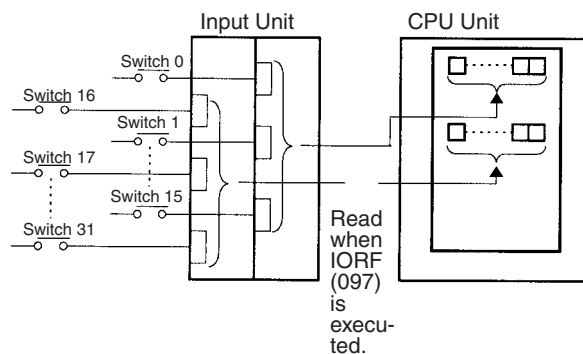 Input Unit
CPU Unit
Switch 0
Switch 16
Switch 1
Switch 17
Switch 15
Switch 31
Read
when
IORF
(097)
is
execu-
ted.